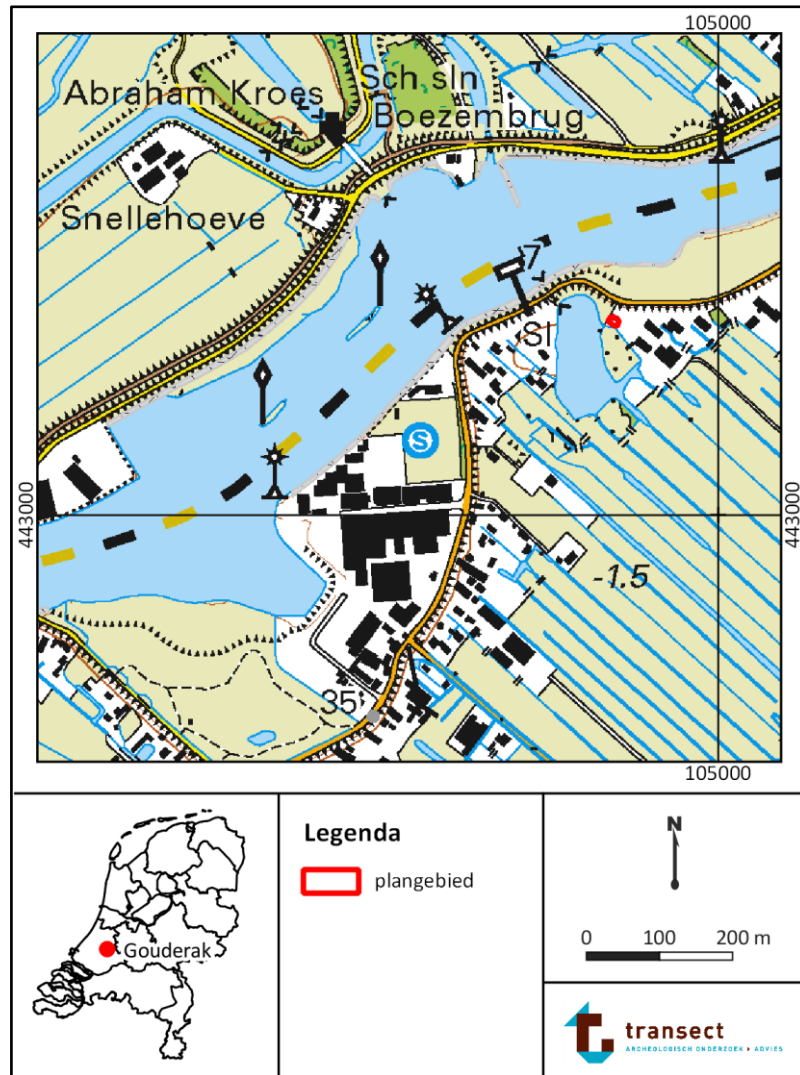 105000
Abraham Kroes
Sch sln
Boezembrug
Snellehoeve
7
Sl
S
443000
443000
-1.5
35
105000
Gouderak
Legenda
plangebied
N
0 100 200 m
transect
ARCHEOLOGISCH ONDERZOEK ▸ ADVIES